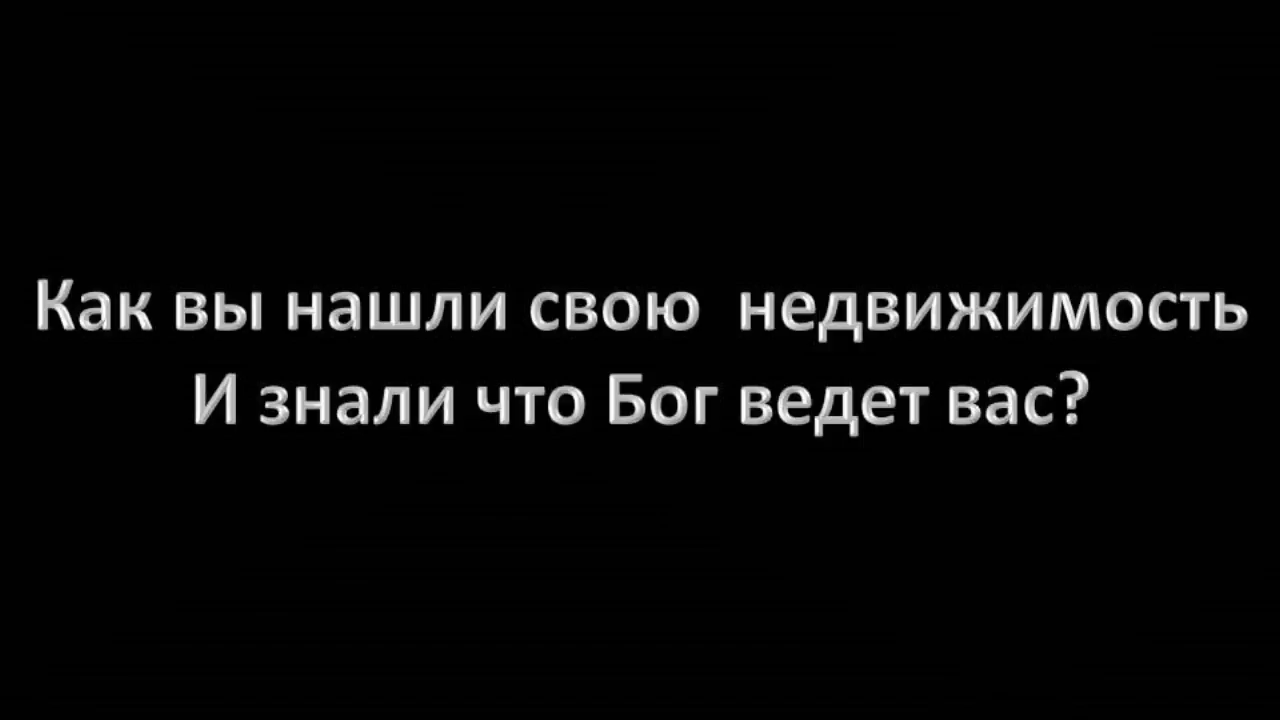 Как вы нашли свою  недвижимость
И знали что Бог ведет вас?